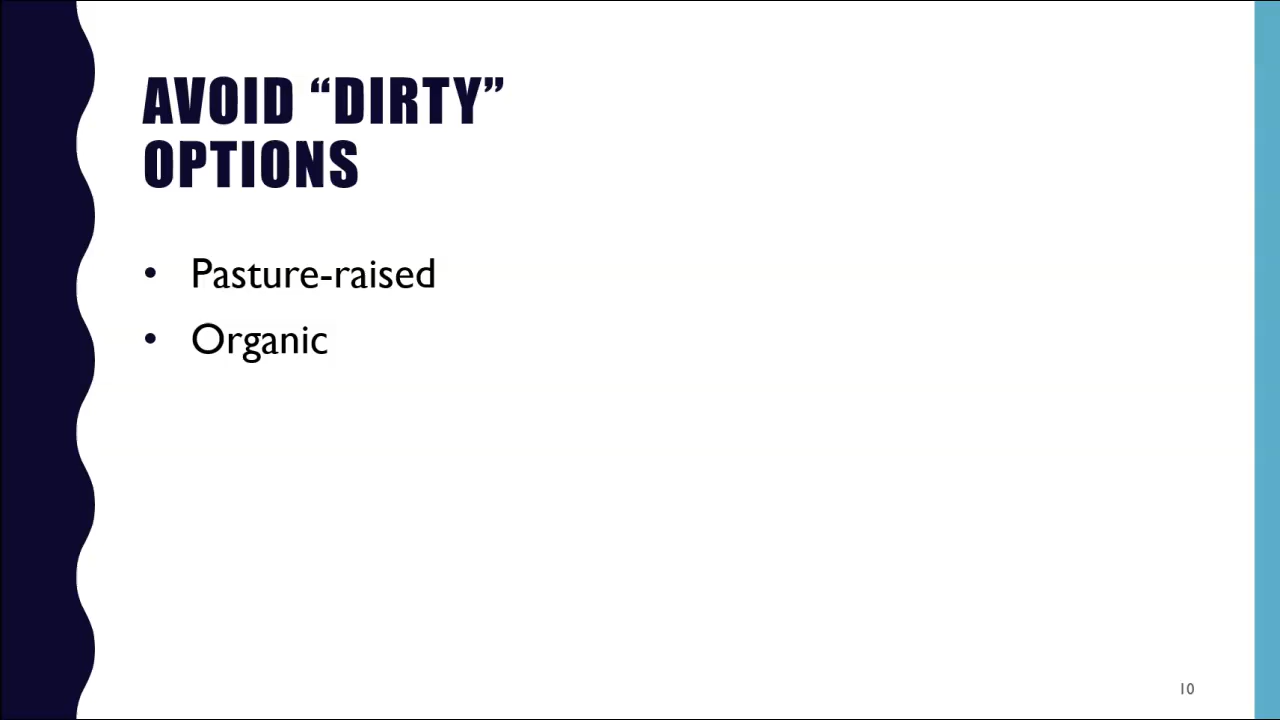 AVOID “DIRTY”
OPTIONS
• Pasture-raised
• Organic
10